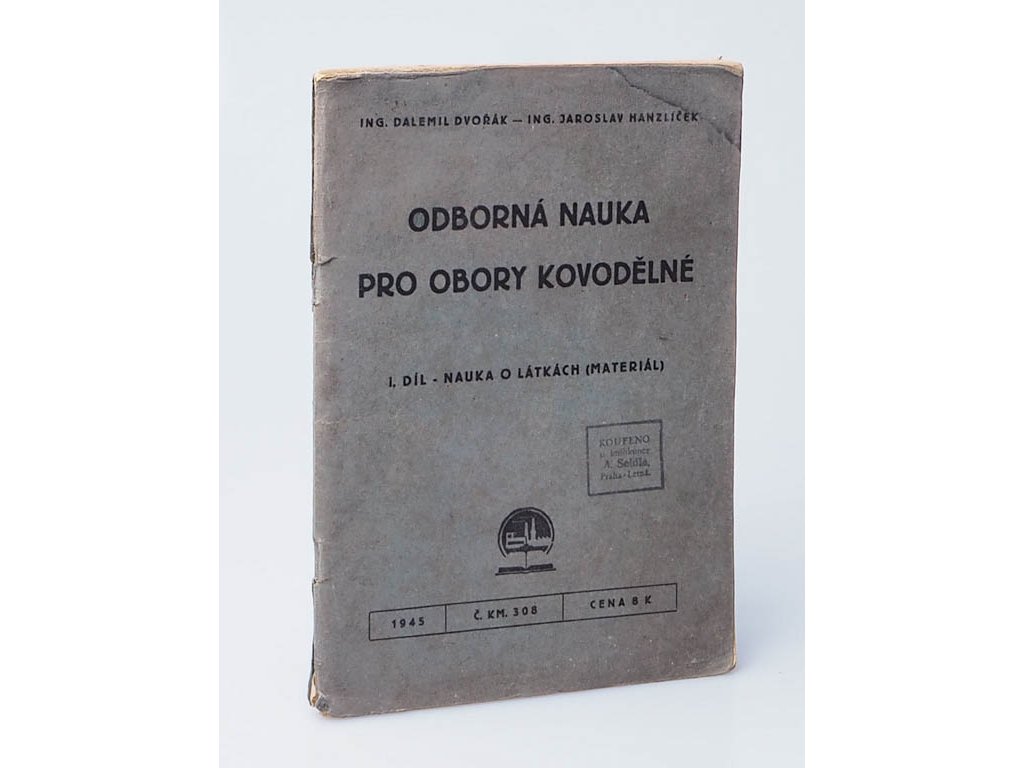 ING. DALEMIL DVOŘÁK — ING. JAROSLAV HANZLÍČEK
ODBORNÁ NAUKA
PRO OBORY KOVODĚLNÉ
I. DÍL - NAUKA O LÁTKÁCH (MATERIÁL)
KOUPENO
u knihkupce
A.
Praha-Letná.
1945 Č. KM. 308 CENA 8 K